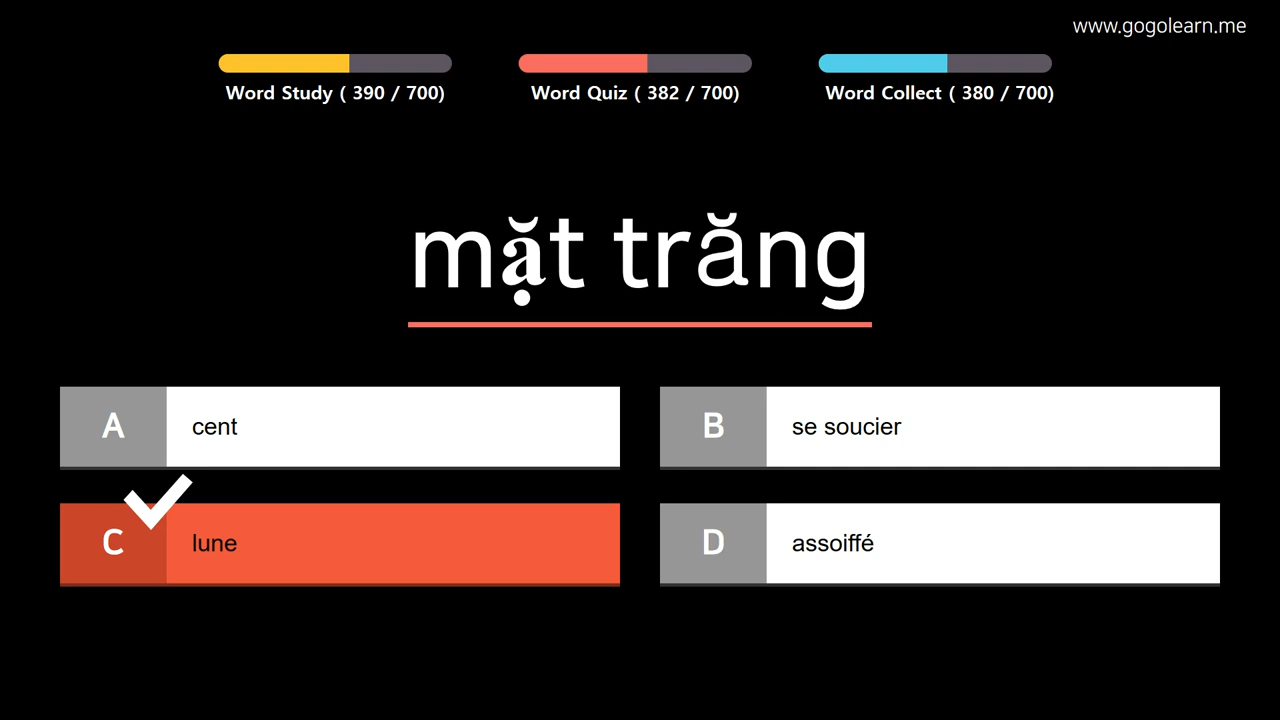 www.gogolearn.me
Word Study ( 390 / 700)
Word Quiz ( 382 / 700)
Word Collect ( 380 / 700)
mặt trăng
A cent
B se soucier
C lune
D assoiffé